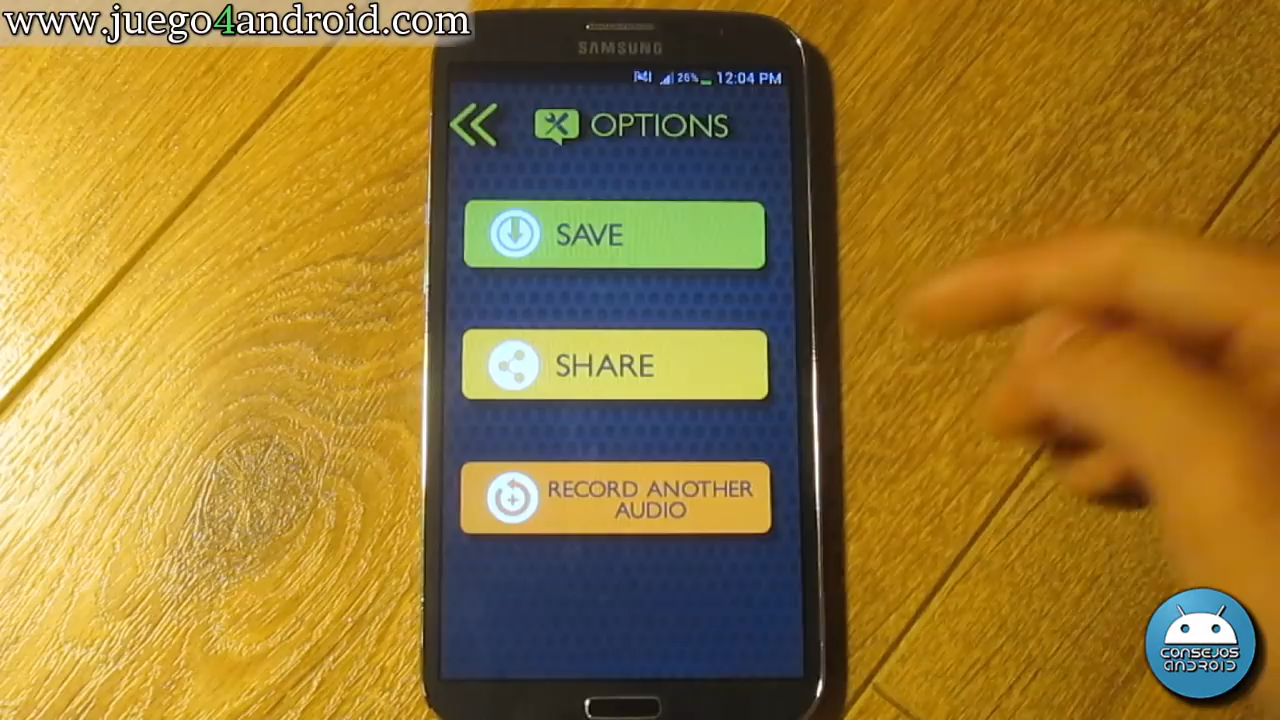 www.juego4android.com
SAMSUNG
26% 12:04 PM
OPTIONS
SAVE
SHARE
RECORD ANOTHER
AUDIO
CONSEJOS
ANDROID